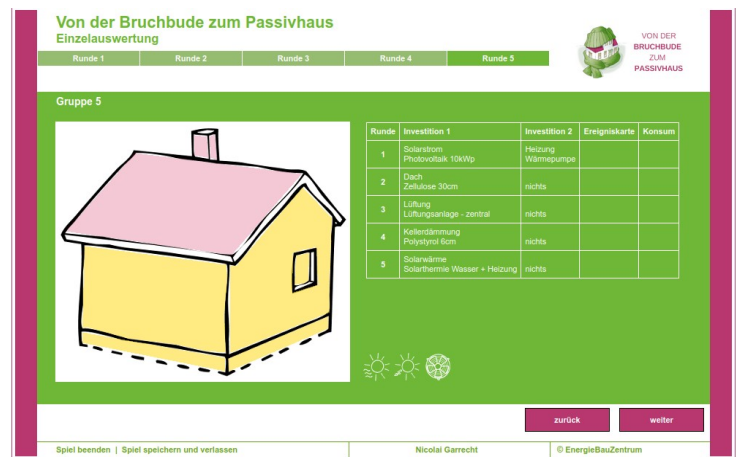 Von der Bruchbude zum Passivhaus
Einzelauswertung
Runde 1 Runde 2 Runde 3 Runde 4 Runde 5
VON DER
BRUCHBUDE
ZUM
PASSIVHAUS
Gruppe 5
Runde Investition 1 Investition 2 Ereigniskarte Konsum
1 Solarstrom Heizung
Photovoltaik 10kWp Wärmepumpe
2 Dach
Zellulose 30cm nichts
3 Lüftung
Lüftungsanlage - zentral nichts
4 Kellerdämmung
Polystyrol 6cm nichts
5 Solarwärme
Solarthermie Wasser + Heizung nichts
zurück weiter
Spiel beenden | Spiel speichern und verlassen Nicolai Garrecht © EnergieBauZentrum